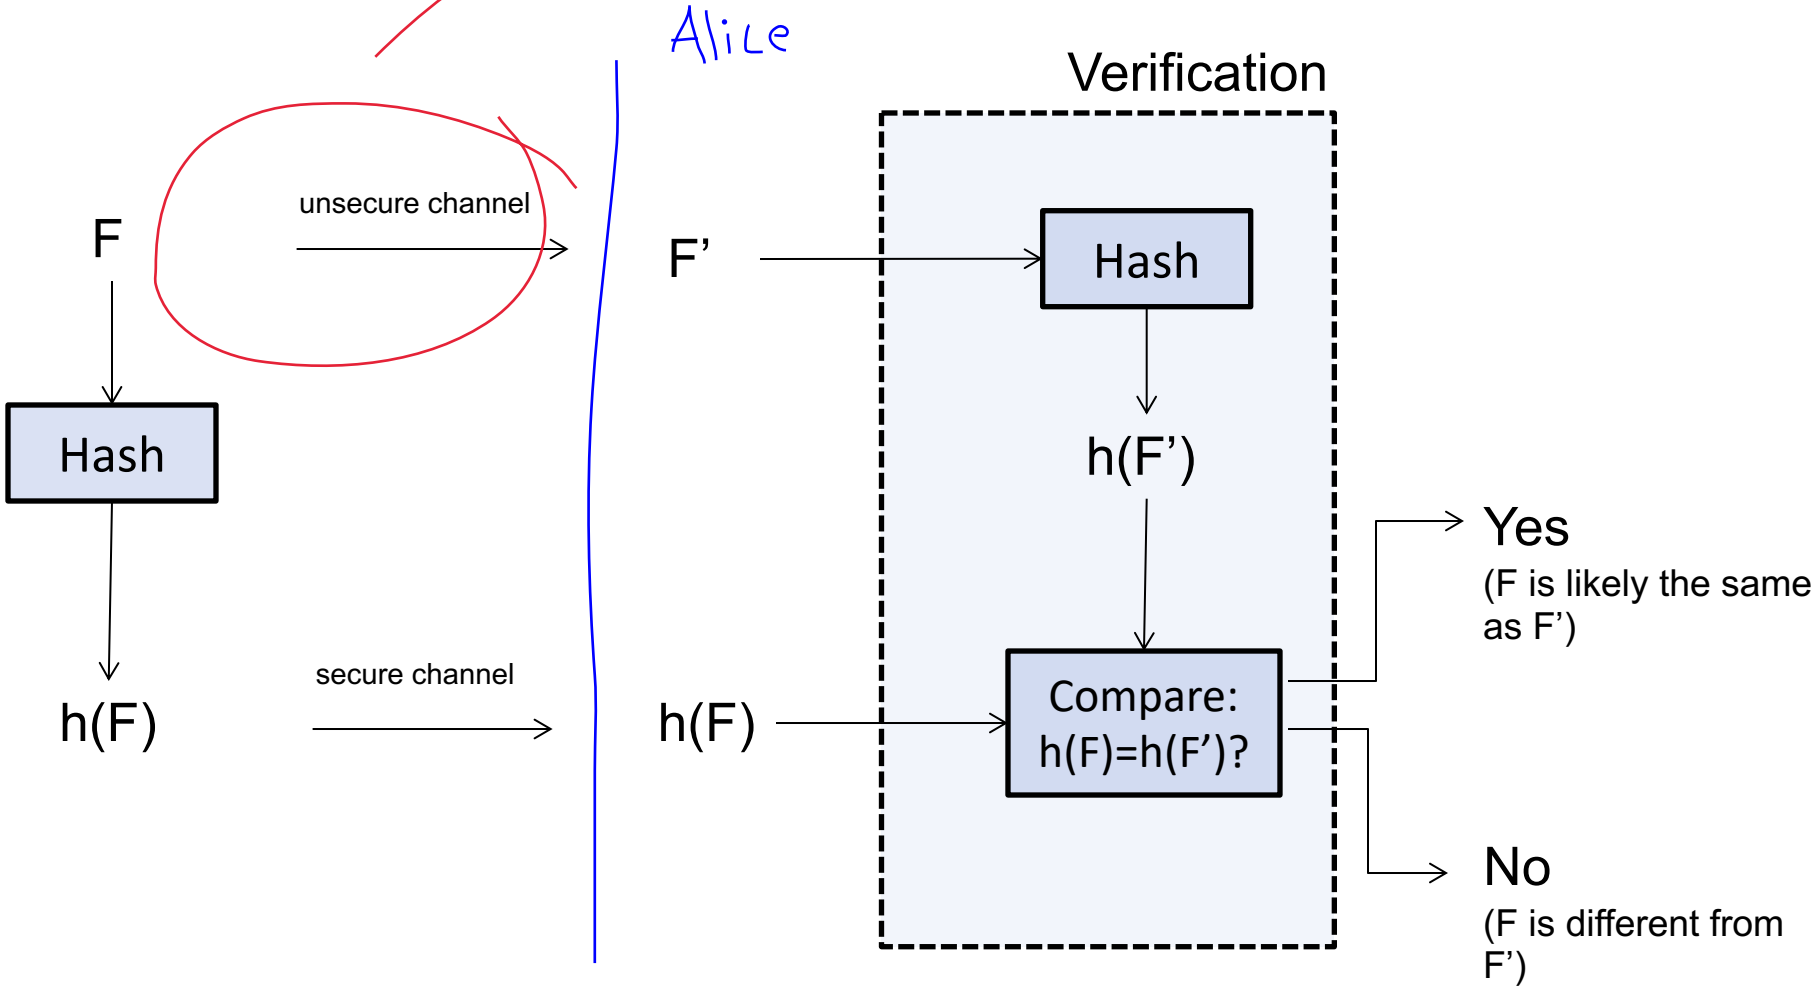 Alice
Verification
unsecure channel
F
F’
Hash
Hash
h(F’)
Yes
(F is likely the same
as F’)
secure channel
h(F)
h(F)
Compare:
h(F)=h(F’)?
No
(F is different from
F’)